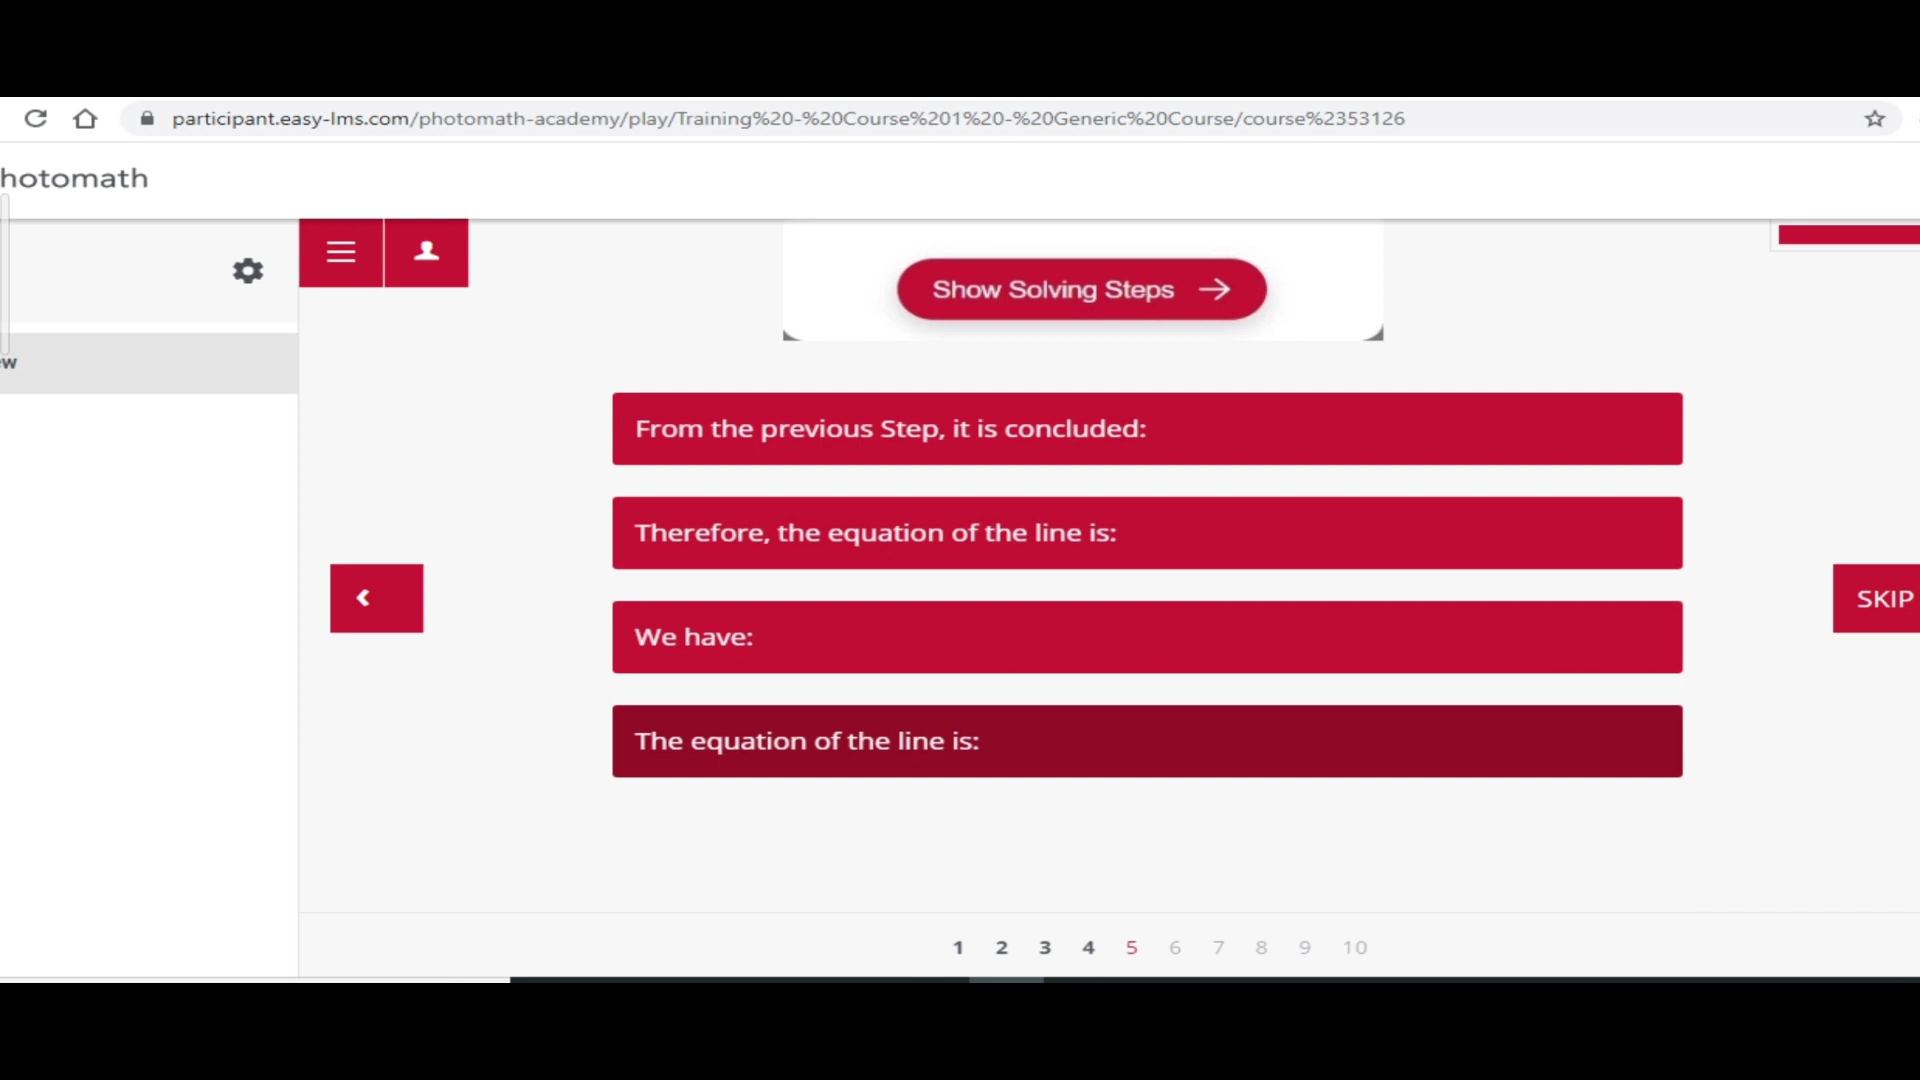 participant.easy-lms.com/photomath-academy/play/Training%20-%20Course%201%20-%20Generic%20Course/course%2353126
hotomath
Show Solving Steps
ew
From the previous Step, it is concluded:
Therefore, the equation of the line is:
We have:
SKIP
The equation of the line is:
1 2 3 4 5 6 7 8 9 10